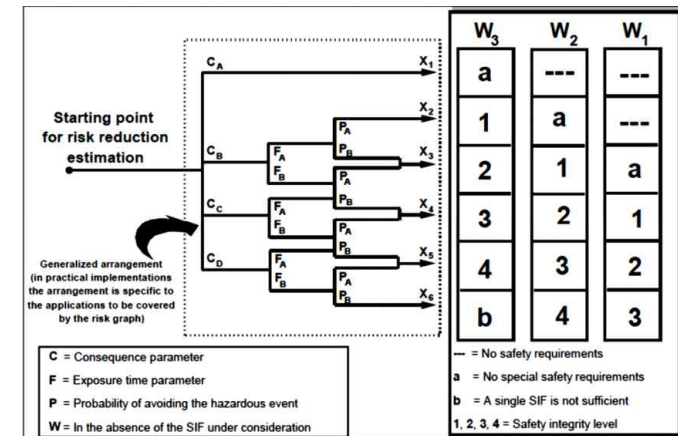 W3 W2 W1
CA X1 a --- ---
X2 1 a ---
Starting point
for risk reduction
estimation
PA
CB FA PB X3 2 1 a
FB PA
PB X4 3 2 1
CC FA
FB PA
PB X5 4 3 2
CD FA
FB PA
PB X6 b 4 3
Generalized arrangement
(in practical implementations
the arrangement is specific to
the applications to be covered
by the risk graph)
C = Consequence parameter
F = Exposure time parameter
P = Probability of avoiding the hazardous event
W = In the absence of the SIF under consideration
--- = No safety requirements
a = No special safety requirements
b = A single SIF is not sufficient
1, 2, 3, 4 = Safety integrity level